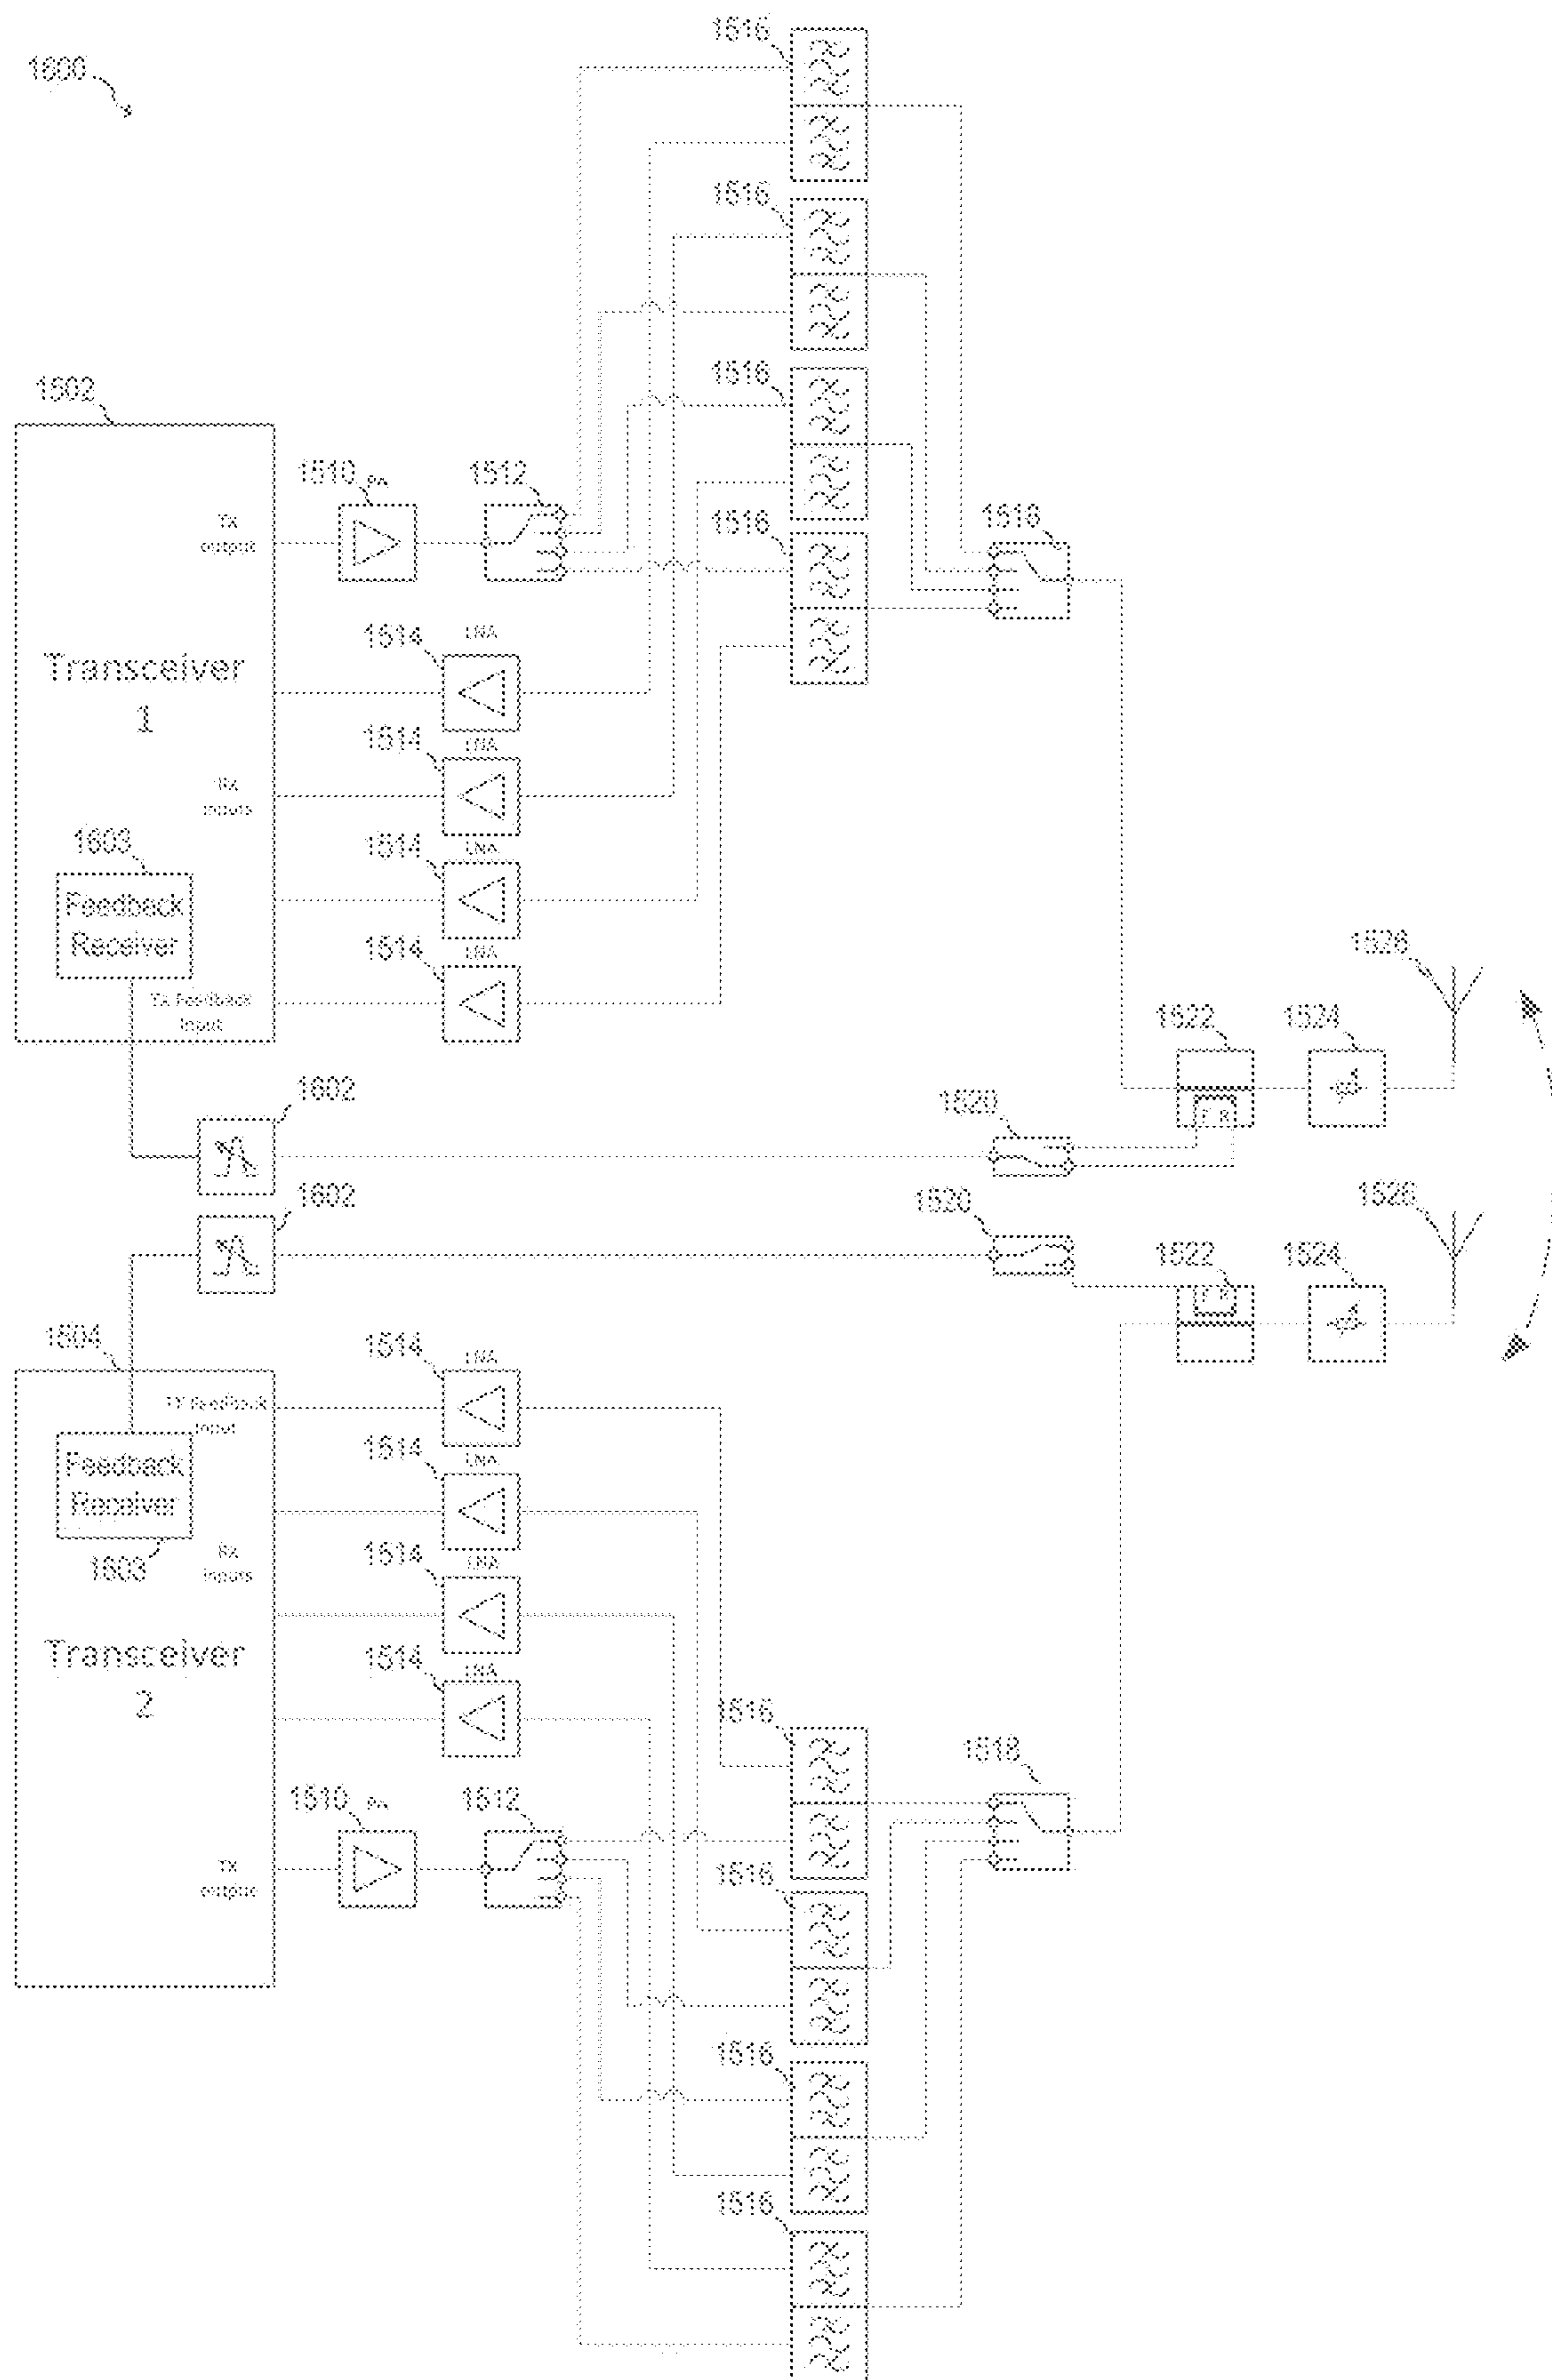 1600
1516
1516
1516
1516
1502
1510 PA
1512
1518
TX
output
Transceiver
1
LNA
1514
LNA
1514
LNA
1514
LNA
1514
Rx
inputs
1603
Feedback
Receiver
TX Feedback
Input
1526
1522
1524
F R
1602
1520
1602
1520
1526
1522
1524
F R
1504
TX Feedback
Input
Feedback
Receiver
1603
Rx
inputs
Transceiver
2
1514
LNA
1514
LNA
1514
LNA
1514
LNA
1510 PA
1512
TX
output
1516
1518
1516
1516
1516